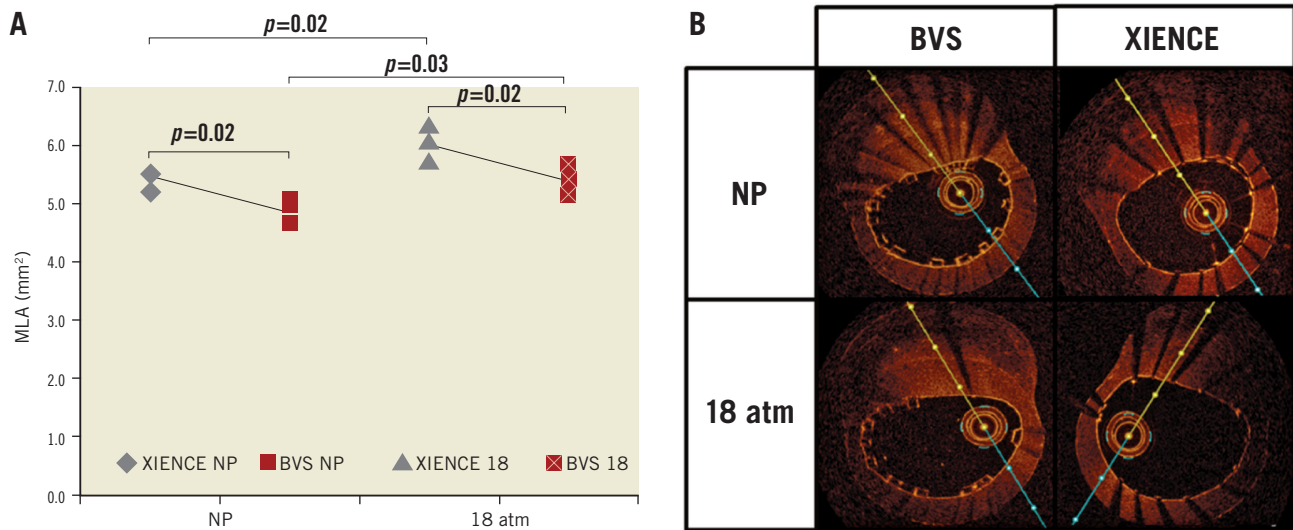 A
p=0.02
p=0.03
p=0.02
p=0.02
7.0
6.0
5.0
4.0
3.0
2.0
1.0
0.0
MLA (mm²)
XIENCE NP BVS NP XIENCE 18 BVS 18
NP 18 atm
B
BVS XIENCE
NP
18 atm